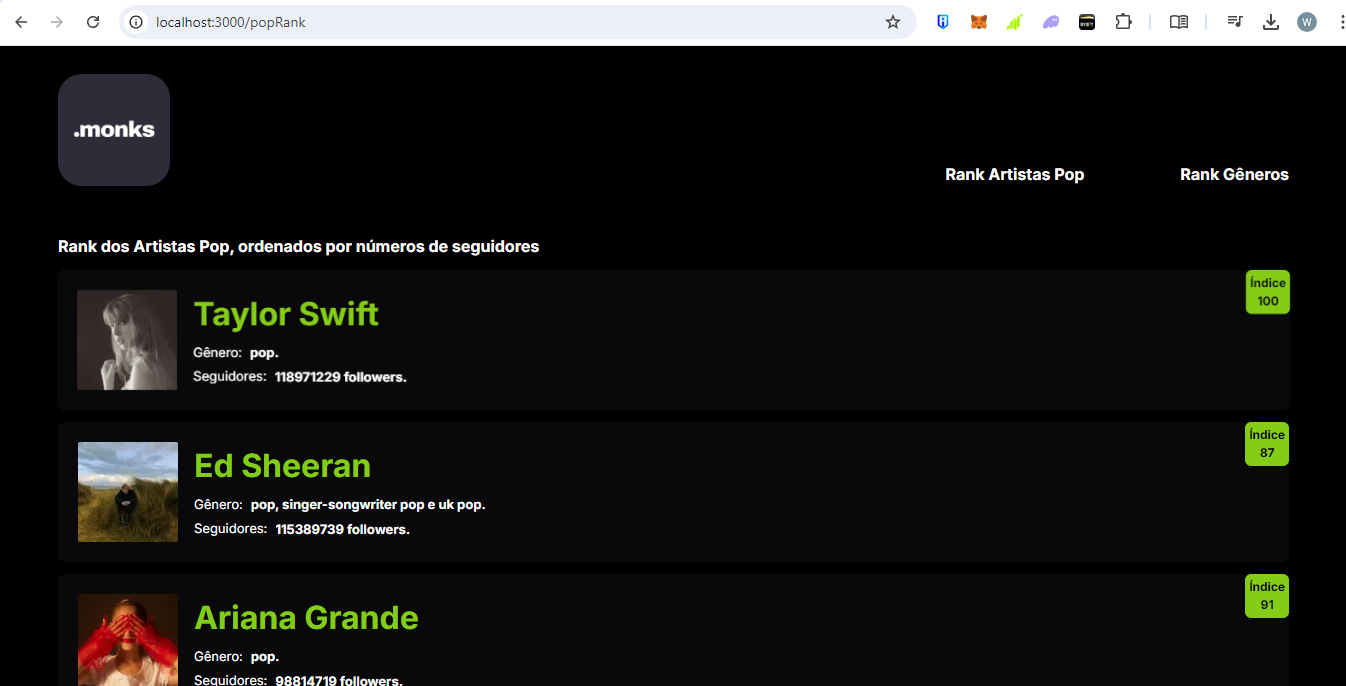 localhost:3000/popRank
W
.monks
Rank Artistas Pop
Rank Gêneros
Rank dos Artistas Pop, ordenados por números de seguidores
Taylor Swift
Índice
100
Gênero: pop.
Seguidores: 118971229 followers.
Ed Sheeran
Índice
87
Gênero: pop, singer-songwriter pop e uk pop.
Seguidores: 115389739 followers.
Ariana Grande
Índice
91
Gênero: pop.
Seguidores: 98814719 followers.